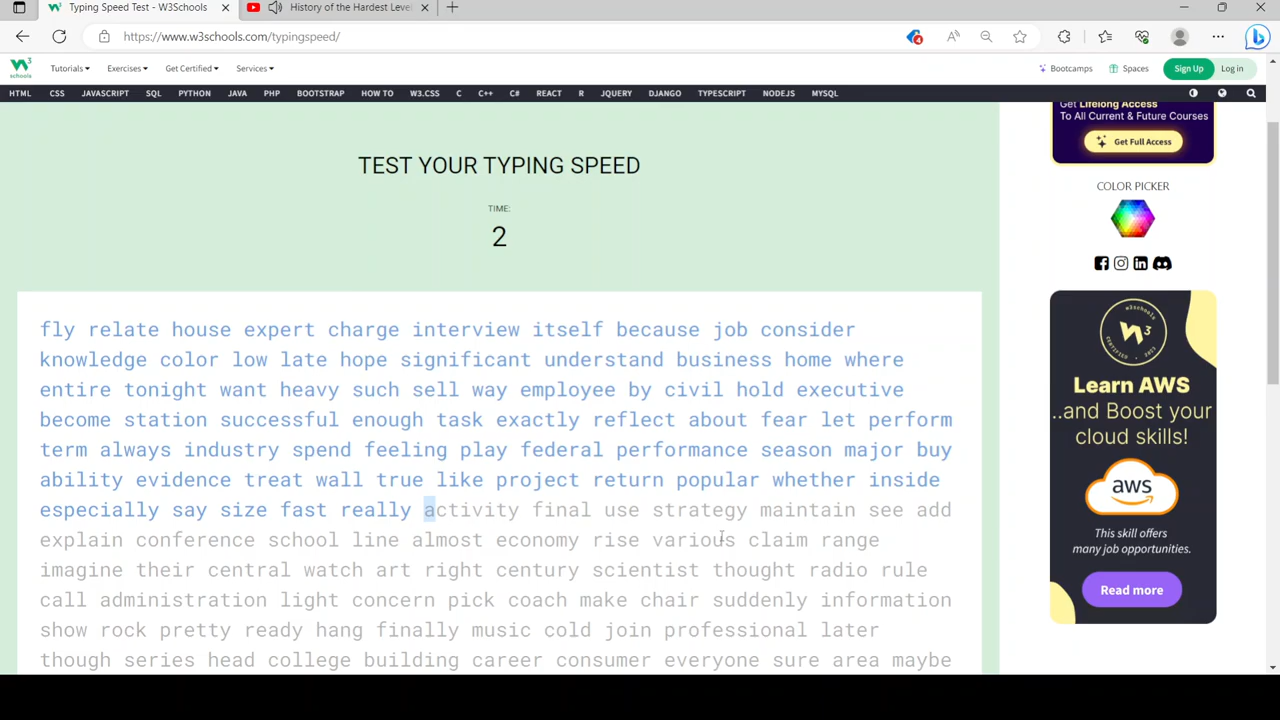 Typing Speed Test - W3Schools
History of the Hardest Level
https://www.w3schools.com/typingspeed/
4
W3
schools
Tutorials
Exercises
Get Certified
Services
Bootcamps
Spaces
Sign Up
Log in
HTML CSS JAVASCRIPT SQL PYTHON JAVA PHP BOOTSTRAP HOW TO W3.CSS C C++ C# REACT R JQUERY DJANGO TYPESCRIPT NODEJS MYSQL
TEST YOUR TYPING SPEED
TIME:
2
fly relate house expert charge interview itself because job consider
knowledge color low late hope significant understand business home where
entire tonight want heavy such sell way employee by civil hold executive
become station successful enough task exactly reflect about fear let perform
term always industry spend feeling play federal performance season major buy
ability evidence treat wall true like project return popular whether inside
especially say size fast really activity final use strategy maintain see add
explain conference school line almost economy rise various claim range
imagine their central watch art right century scientist thought radio rule
call administration light concern pick coach make chair suddenly information
show rock pretty ready hang finally music cold join professional later
though series head college building career consumer everyone sure area maybe
Get Lifelong Access
To All Current & Future Courses
Get Full Access
COLOR PICKER
Learn AWS
..and Boost your
cloud skills!
aws
This skill offers
many job opportunities.
Read more